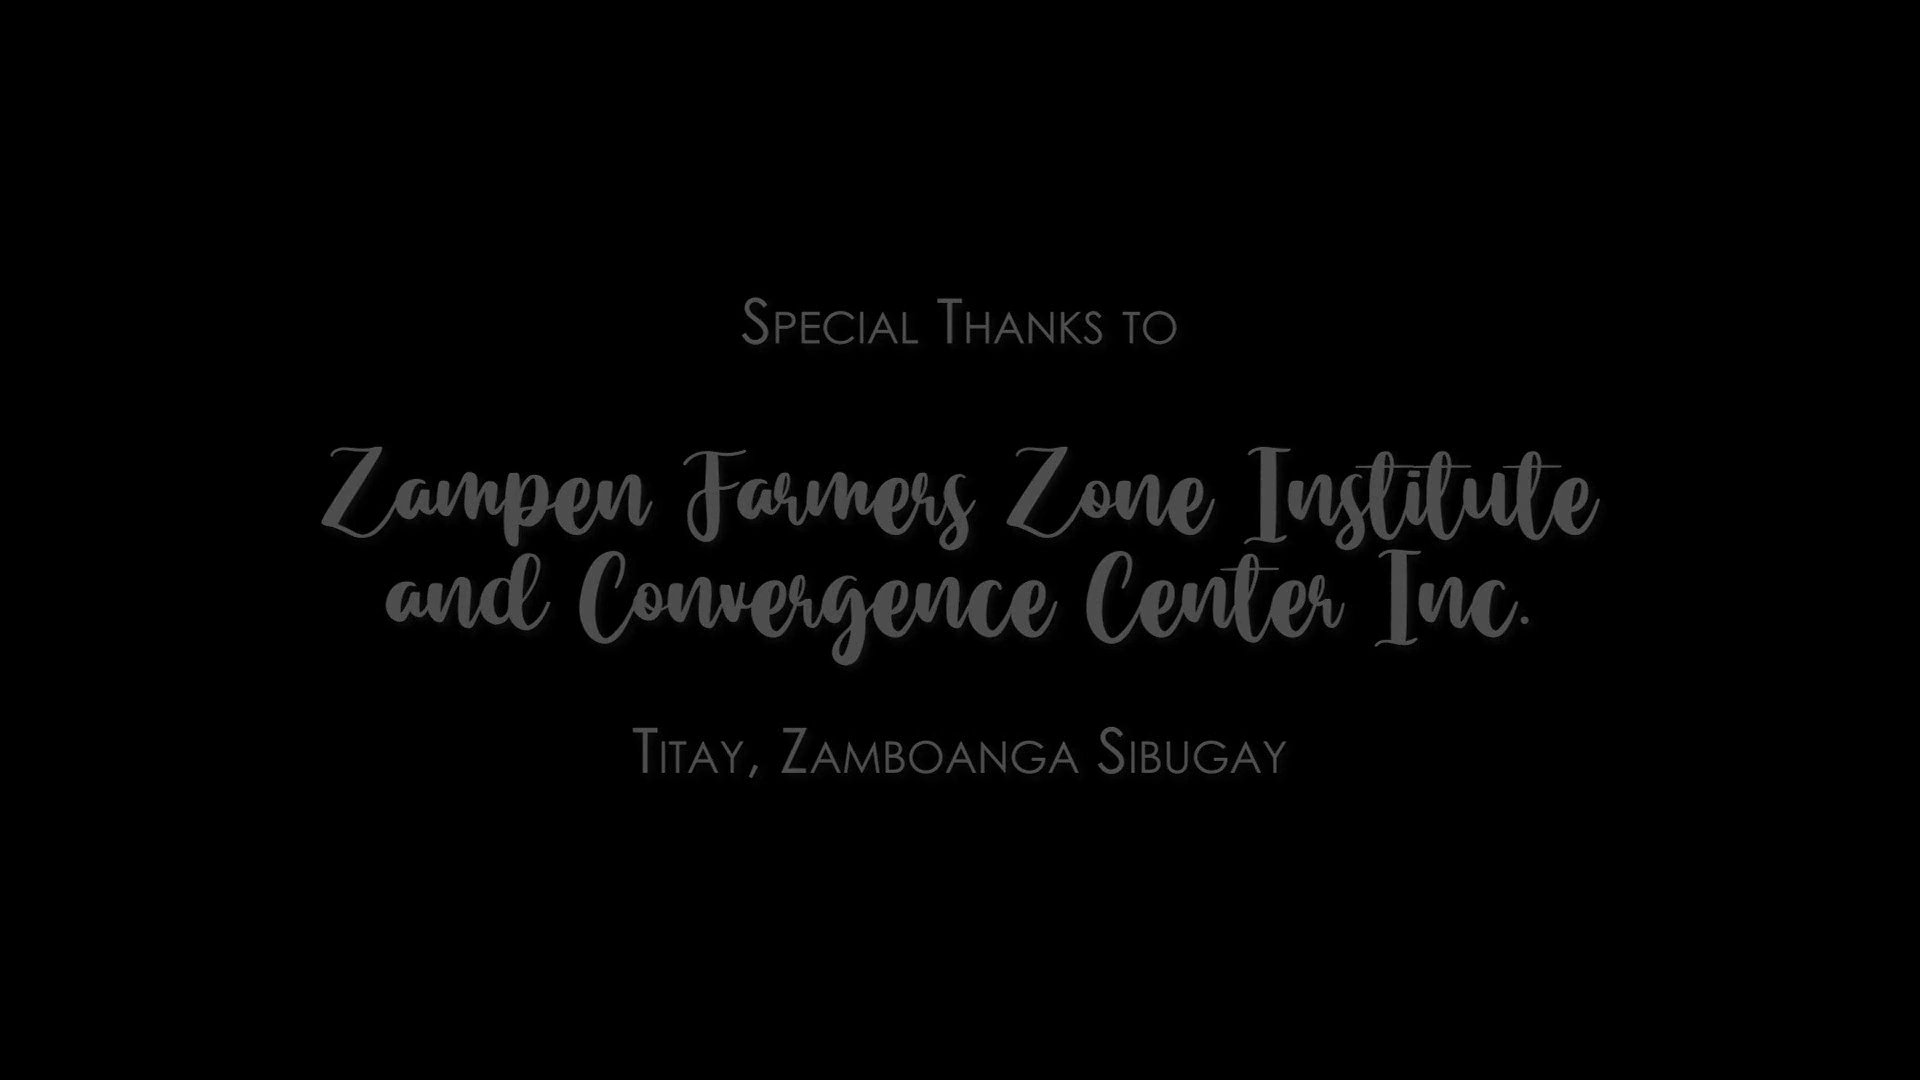 Special Thanks to
Zampen Farmers Zone Institute
and Convergence Center Inc.
Titay, Zamboanga Sibugay